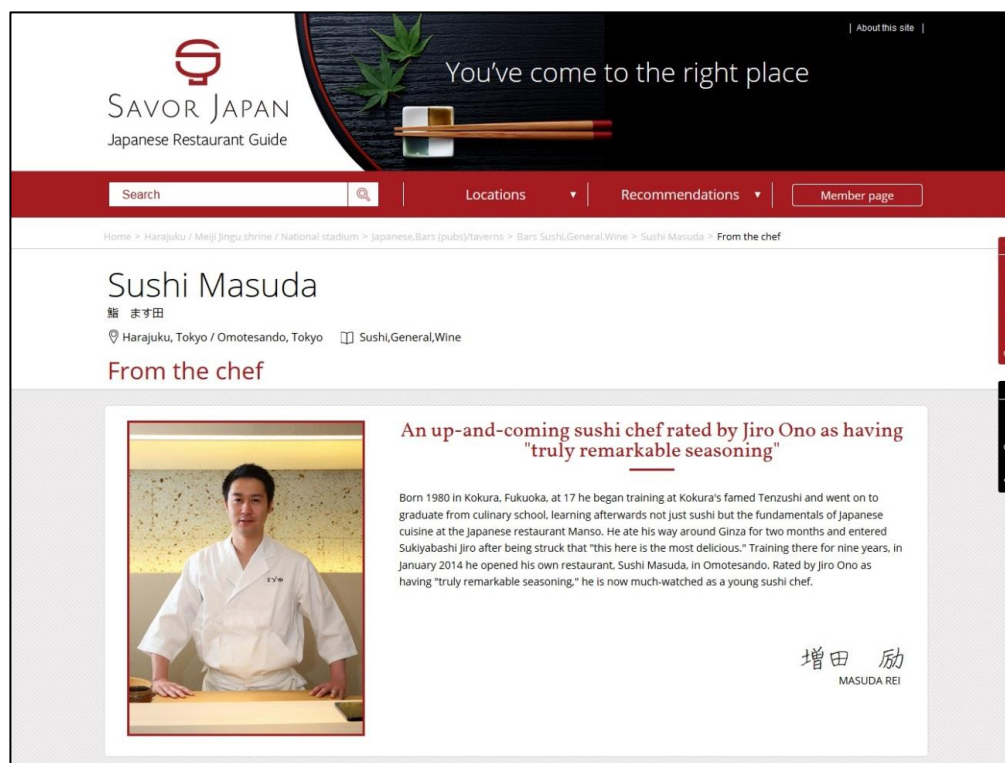 | About this site |
You've come to the right place
SAVOR JAPAN
Japanese Restaurant Guide
Search
Locations ▼
Recommendations ▼
Member page
Home > Harajuku / Meiji Jingu shrine / National stadium > Japanese,Bars (pubs)/taverns > Bars Sushi,General,Wine > Sushi Masuda > From the chef
Sushi Masuda
鮨 ます田
Harajuku, Tokyo / Omotesando, Tokyo
Sushi,General,Wine
From the chef
An up-and-coming sushi chef rated by Jiro Ono as having
"truly remarkable seasoning"
Born 1980 in Kokura, Fukuoka, at 17 he began training at Kokura's famed Tenzushi and went on to
graduate from culinary school, learning afterwards not just sushi but the fundamentals of Japanese
cuisine at the Japanese restaurant Manso. He ate his way around Ginza for two months and entered
Sukiyabashi Jiro after being struck that "this here is the most delicious." Training there for nine years, in
January 2014 he opened his own restaurant, Sushi Masuda, in Omotesando. Rated by Jiro Ono as
having "truly remarkable seasoning," he is now much-watched as a young sushi chef.
増田 励
MASUDA REI